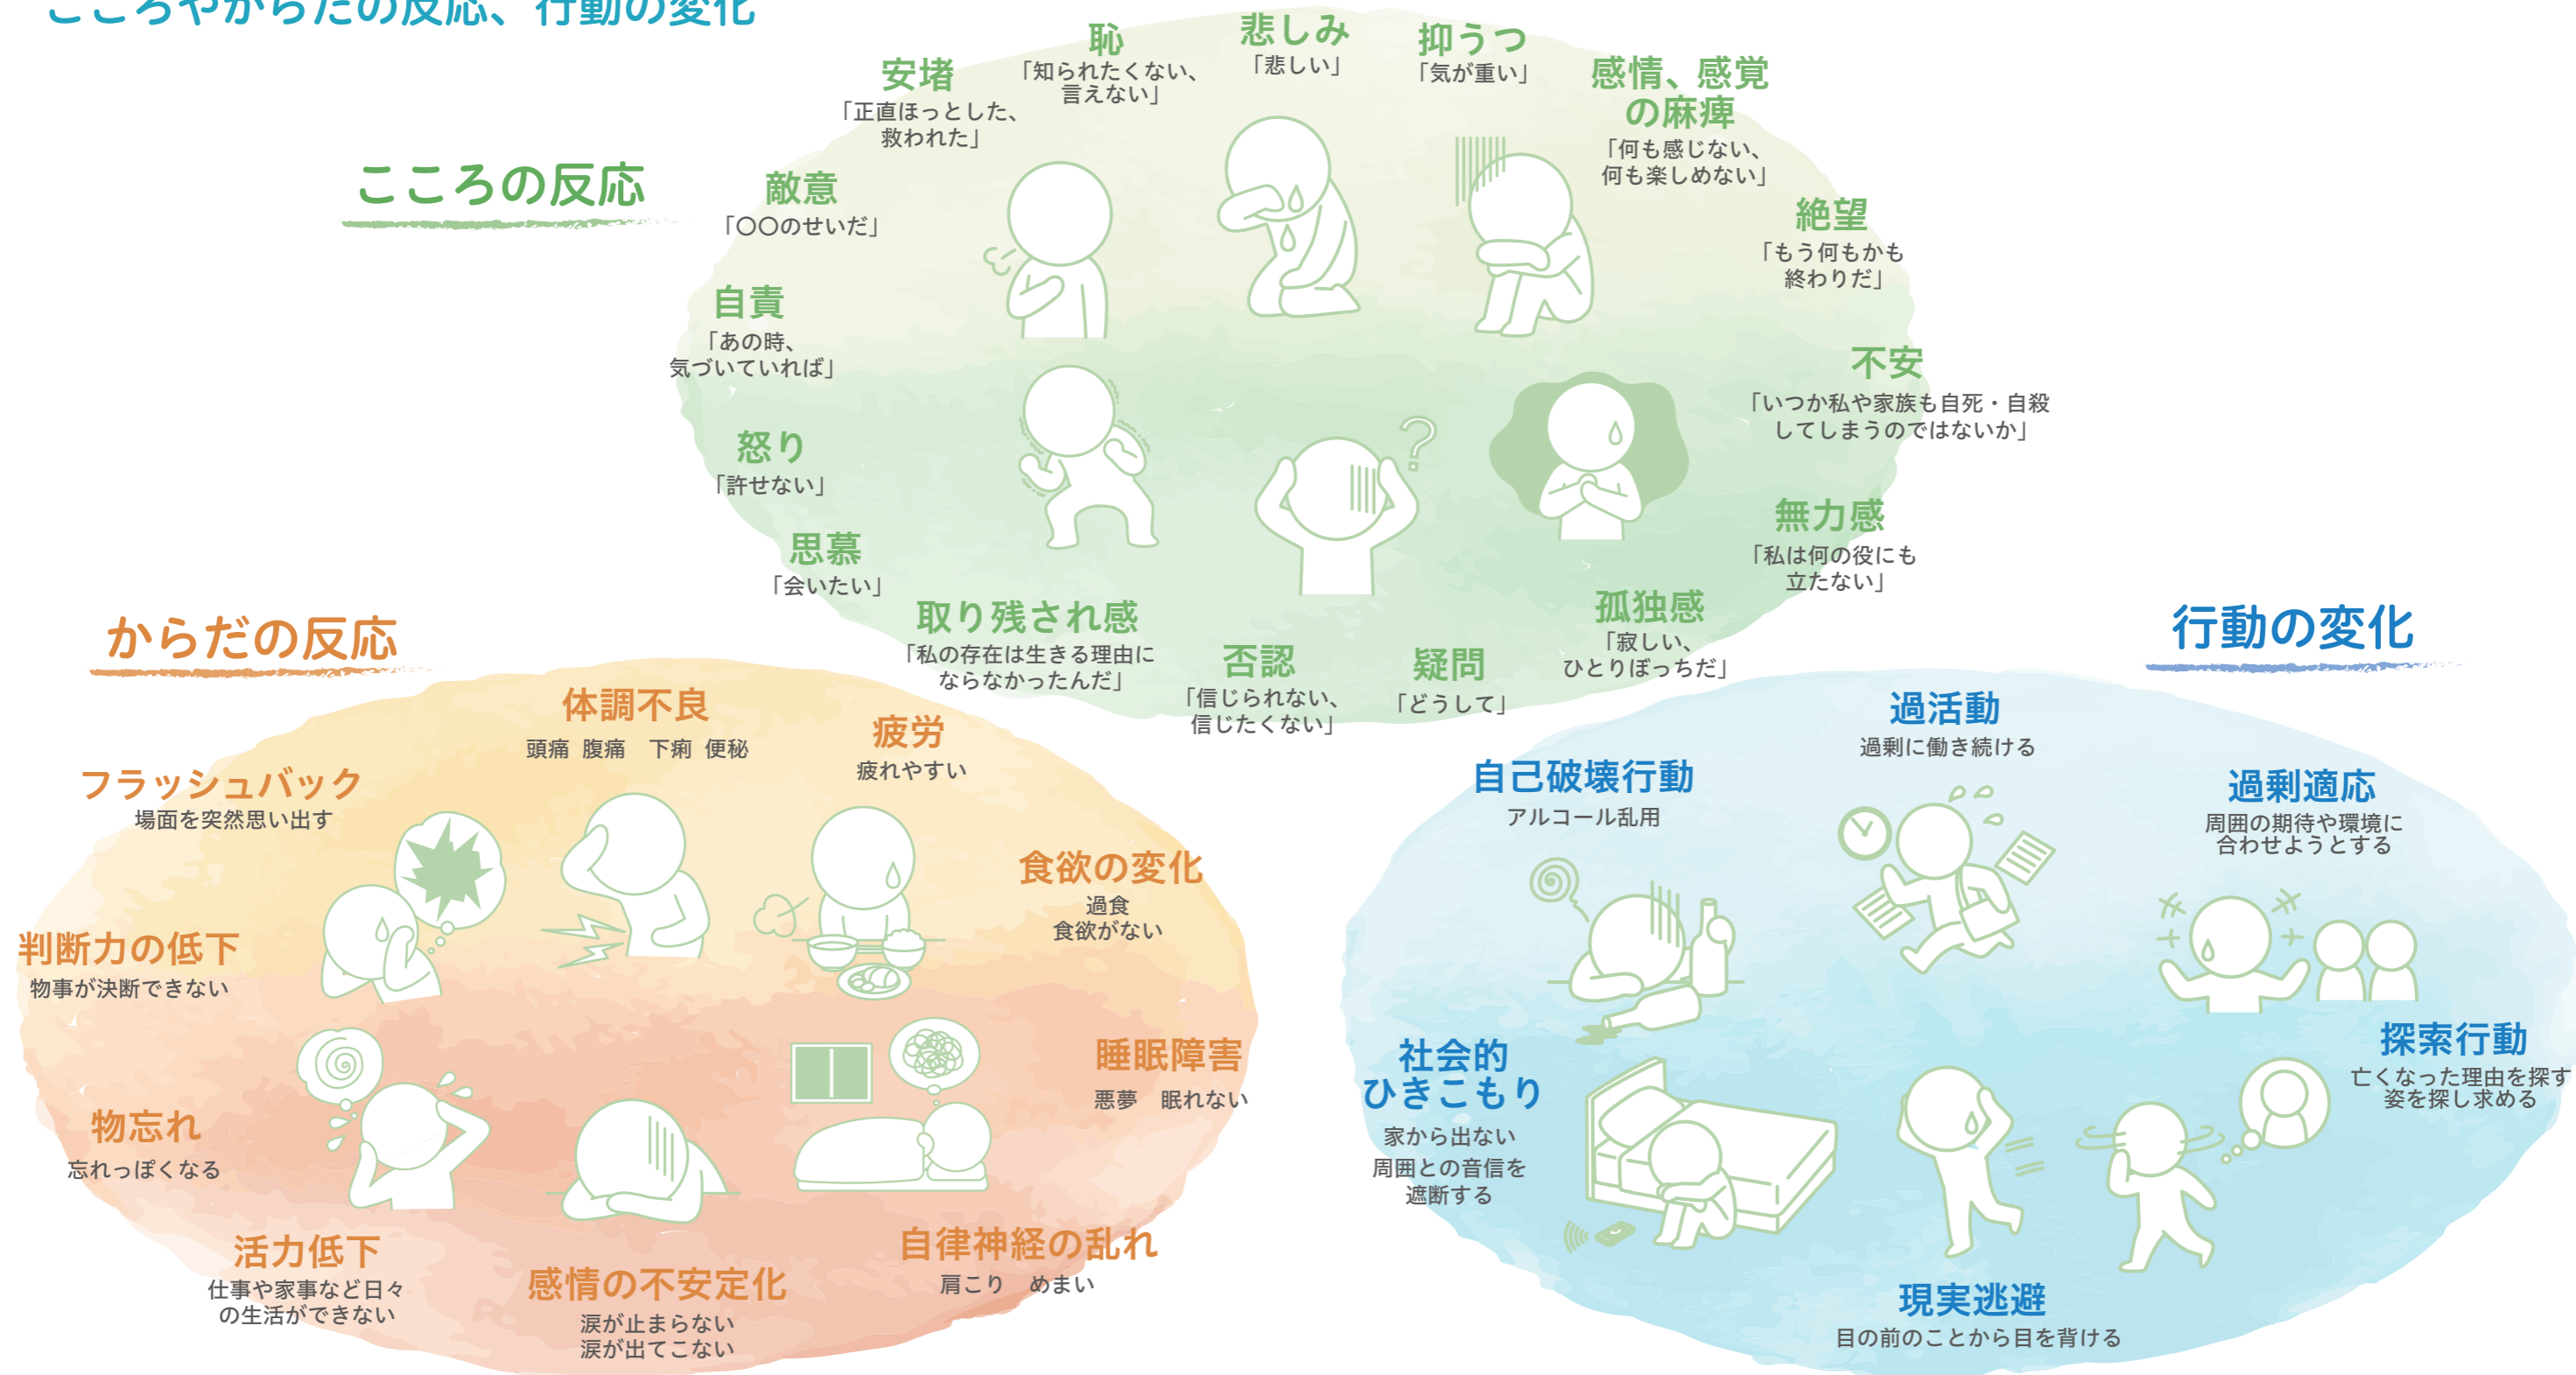 こころやからだの反応、行動の変化
こころの反応
安堵
「正直ほっとした、
救われた」
恥
「知られたくない、
言えない」
悲しみ
「悲しい」
抑うつ
「気が重い」
感情、感覚
の麻痺
「何も感じない、
何も楽しめない」
敵意
「〇〇のせいだ」
絶望
「もう何もかも
終わりだ」
自責
「あの時、
気づいていれば」
不安
「いつか私や家族も自死・自殺
してしまうのではないか」
怒り
「許せない」
無力感
「私は何の役にも
立たない」
思慕
「会いたい」
取り残され感
「私の存在は生きる理由に
ならなかったんだ」
否認
「信じられない、
信じたくない」
疑問
「どうして」
孤独感
「寂しい、
ひとりぼっちだ」
からだの反応
体調不良
頭痛 腹痛 下痢 便秘
疲労
疲れやすい
フラッシュバック
場面を突然思い出す
食欲の変化
過食
食欲がない
判断力の低下
物事が決断できない
睡眠障害
悪夢 眠れない
物忘れ
忘れっぽくなる
活力低下
仕事や家事など日々
の生活ができない
感情の不安定化
涙が止まらない
涙が出てこない
自律神経の乱れ
肩こり めまい
行動の変化
過活動
過剰に働き続ける
自己破壊行動
アルコール乱用
過剰適応
周囲の期待や環境に
合わせようとする
社会的
ひきこもり
家から出ない
周囲との音信を
遮断する
探索行動
亡くなった理由を探す
姿を探し求める
現実逃避
目の前のことから目を背ける